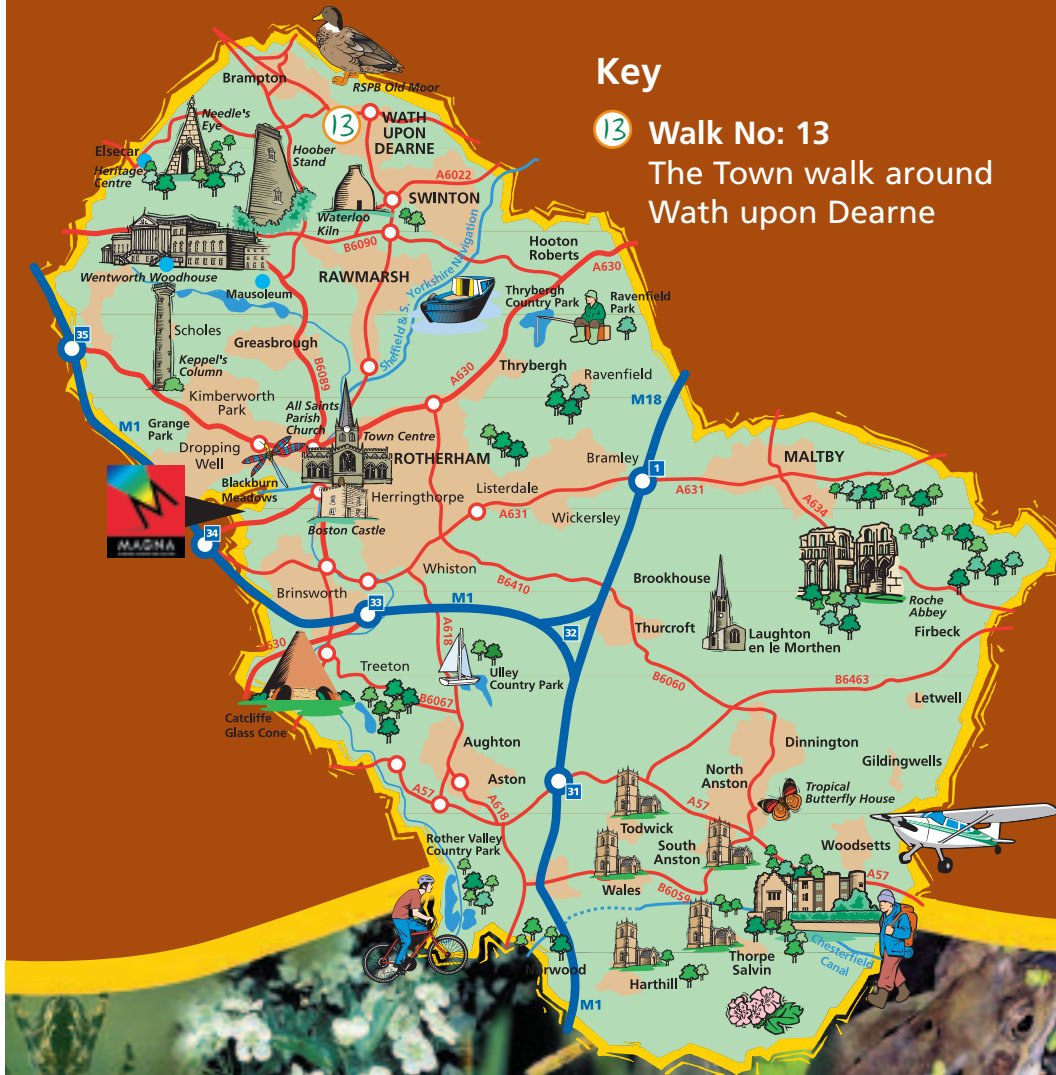 Key
13 Walk No: 13
The Town walk around
Wath upon Dearne
RSPB Old Moor
Brampton
13
WATH
UPON
DEARNE
Needle's
Eye
Elsecar
Heritage
Centre
Hoober
Stand
A6022
SWINTON
Waterloo
Kiln
B6090
Hooton
Roberts
A630
Wentworth Woodhouse
Mausoleum
RAWMARSH
Sheffield & S. Yorkshire Navigation
Thrybergh
Country Park
Ravenfield
Park
35
Scholes
Greasbrough
Keppel's
Column
B6089
A630
Thrybergh
Ravenfield
M18
Kimberworth
Park
All Saints
Parish
Church
M1
Grange
Park
Dropping
Well
Town Centre
ROTHERHAM
Bramley
1
MALTBY
Blackburn
Meadows
Herringthorpe
Listerdale
A631
A631
A634
Wickersley
MAGNA
34
Boston Castle
Whiston
B6410
Brookhouse
Roche
Abbey
Brinsworth
33
M1
32
Thurcroft
Laughton
en le Morthen
Firbeck
A630
A618
Treeton
Ulley
Country Park
B6060
B6463
B6067
Letwell
Catcliffe
Glass Cone
Aughton
Dinnington
Gildingwells
Aston
31
North
Anston
Tropical
Butterfly House
A57
A618
A57
Todwick
South
Anston
Woodsetts
Rother Valley
Country Park
Wales
B6059
A57
Norwood
Harthill
Thorpe
Salvin
Chesterfield
Canal
M1